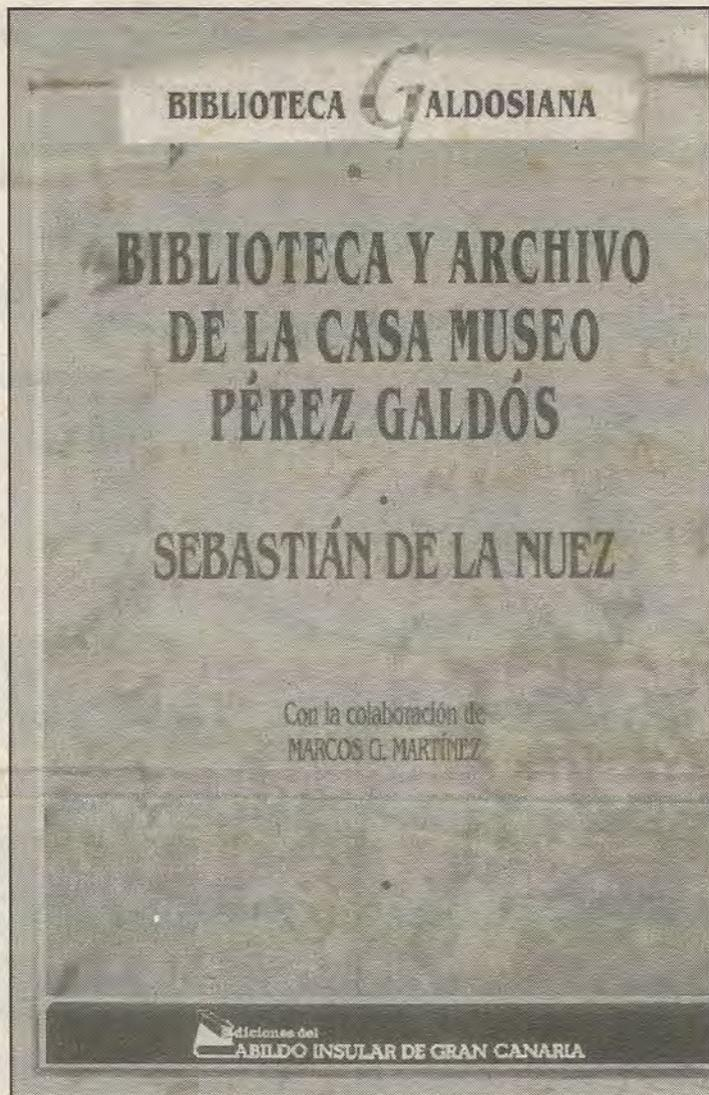 BIBLIOTECA GALDOSIANA
BIBLIOTECA Y ARCHIVO
DE LA CASA MUSEO
PÉREZ GALDÓS
SEBASTIÁN DE LA NUEZ
Con la colaboración de
MARCOS G. MARTÍNEZ
Ediciones del
CABILDO INSULAR DE GRAN CANARIA